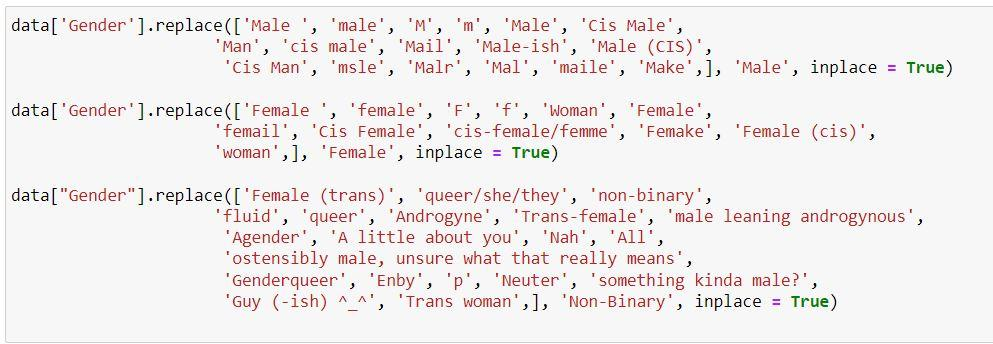 data['Gender'].replace(['Male ', 'male', 'M', 'm', 'Male', 'Cis Male',
'Man', 'cis male', 'Mail', 'Male-ish', 'Male (CIS)',
'Cis Man', 'msle', 'Malr', 'Mal', 'maile', 'Make',], 'Male', inplace = True)
data['Gender'].replace(['Female ', 'female', 'F', 'f', 'Woman', 'Female',
'femail', 'Cis Female', 'cis-female/femme', 'Femake', 'Female (cis)',
'woman',], 'Female', inplace = True)
data["Gender"].replace(['Female (trans)', 'queer/she/they', 'non-binary',
'fluid', 'queer', 'Androgyne', 'Trans-female', 'male leaning androgynous',
'Agender', 'A little about you', 'Nah', 'All',
'ostensibly male, unsure what that really means',
'Genderqueer', 'Enby', 'p', 'Neuter', 'something kinda male?',
'Guy (-ish) ^_^', 'Trans woman',], 'Non-Binary', inplace = True)